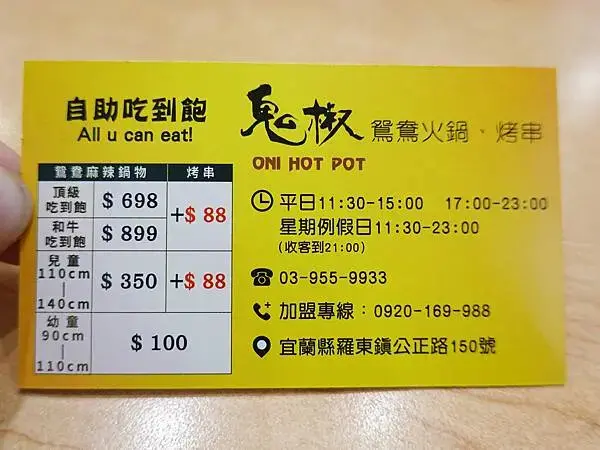 自助吃到飽
All u can eat!
鴛鴦麻辣鍋物 烤串
頂級
吃到飽 $ 698
+$ 88
和牛
吃到飽 $ 899
兒童
110cm
|
140cm $ 350 +$ 88
幼童
90cm
|
110cm $ 100
鬼椒 鴛鴦火鍋、烤串
ONI HOT POT
平日11:30-15:00 17:00-23:00
星期例假日11:30-23:00
(收客到21:00)
03-955-9933
加盟專線：0920-169-988
宜蘭縣羅東鎮公正路150號